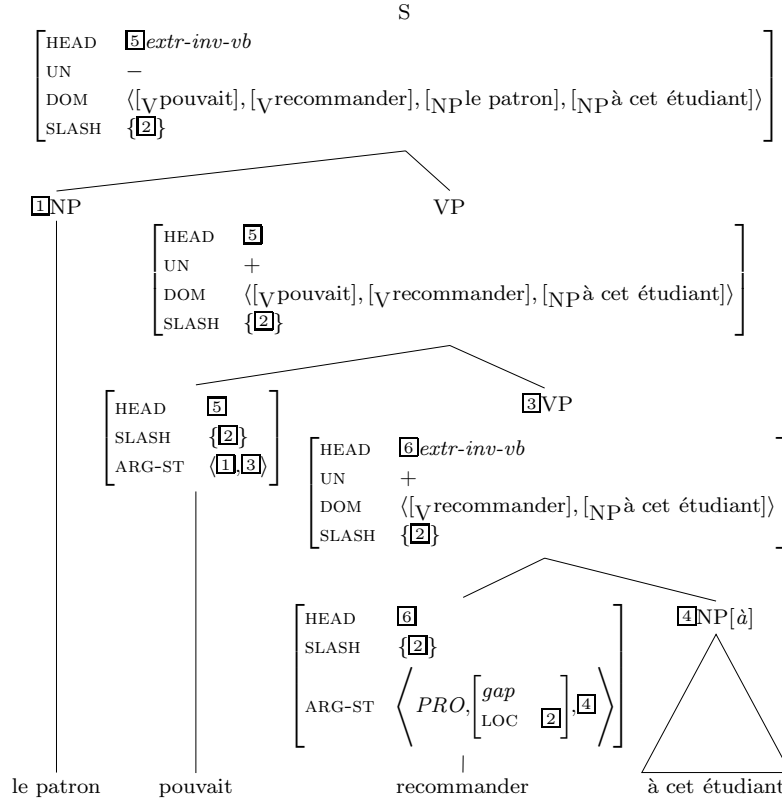 S
HEAD 5 extr-inv-vb
UN −
DOM ⟨[V pouvait], [V recommander], [NP le patron], [NP à cet étudiant]⟩
SLASH {2}
1 NP VP
HEAD 5
UN +
DOM ⟨[V pouvait], [V recommander], [NP à cet étudiant]⟩
SLASH {2}
3 VP
HEAD 5
SLASH {2}
ARG-ST ⟨1, 3⟩
HEAD 6 extr-inv-vb
UN +
DOM ⟨[V recommander], [NP à cet étudiant]⟩
SLASH {2}
HEAD 6
SLASH {2}
ARG-ST ⟨PRO, [gap
LOC 2], 4⟩
4 NP[à]
le patron pouvait recommander à cet étudiant